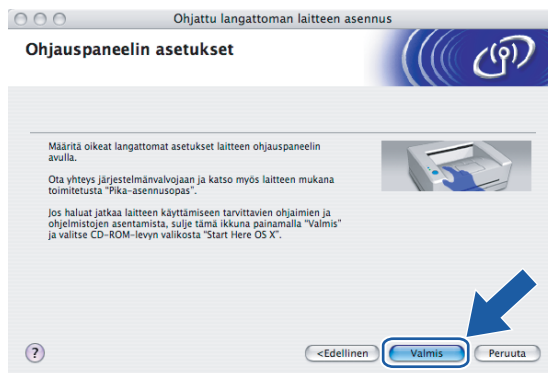 Ohjattu langattoman laitteen asennus
Ohjauspaneelin asetukset
Määritä oikeat langattomat asetukset laitteen ohjauspaneelin
avulla.
Ota yhteys järjestelmänvalvojaan ja katso myös laitteen mukana
toimitettua "Pika-asennusopas".
Jos haluat jatkaa laitteen käyttämiseen tarvittavien ohjaimien ja
ohjelmistojen asentamista, sulje tämä ikkuna painamalla "Valmis"
ja valitse CD-ROM-levyn valikosta "Start Here OS X".
?
<Edellinen
Valmis
Peruuta